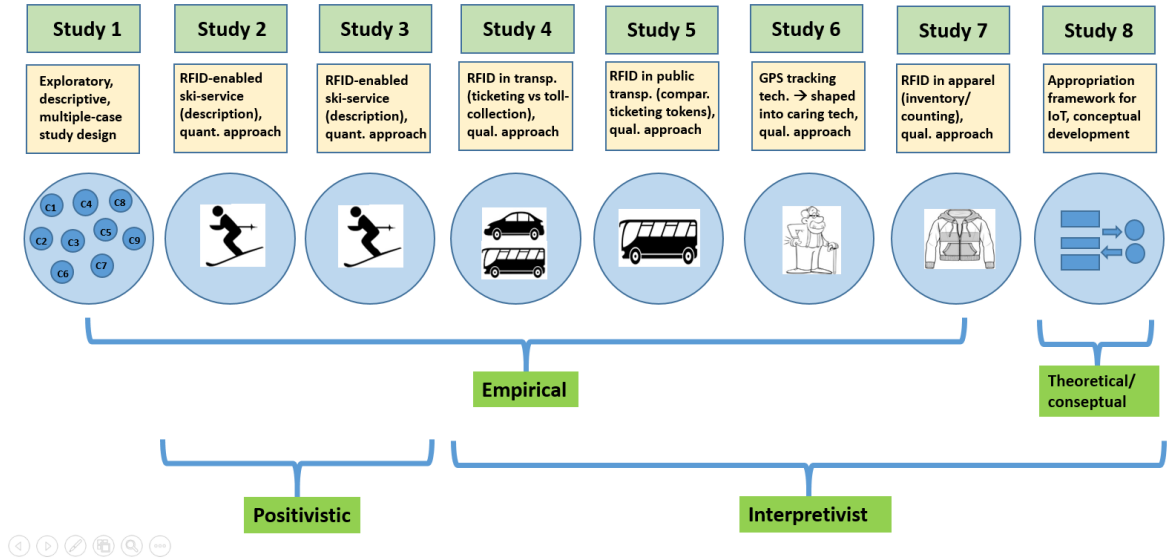 Study 1
Study 2
Study 3
Study 4
Study 5
Study 6
Study 7
Study 8
Exploratory,
descriptive,
multiple-case
study design
RFID-enabled
ski-service
(description),
quant. approach
RFID-enabled
ski-service
(description),
quant. approach
RFID in transp.
(ticketing vs toll-
collection),
qual. approach
RFID in public
transp. (compar.
ticketing tokens),
qual. approach
GPS tracking
tech. → shaped
into caring tech,
qual. approach
RFID in apparel
(inventory/
counting),
qual. approach
Appropriation
framework for
IoT, conceptual
development
C1
C4
C8
C2
C3
C5
C9
C6
C7
Empirical
Theoretical/
conseptual
Positivistic
Interpretivist